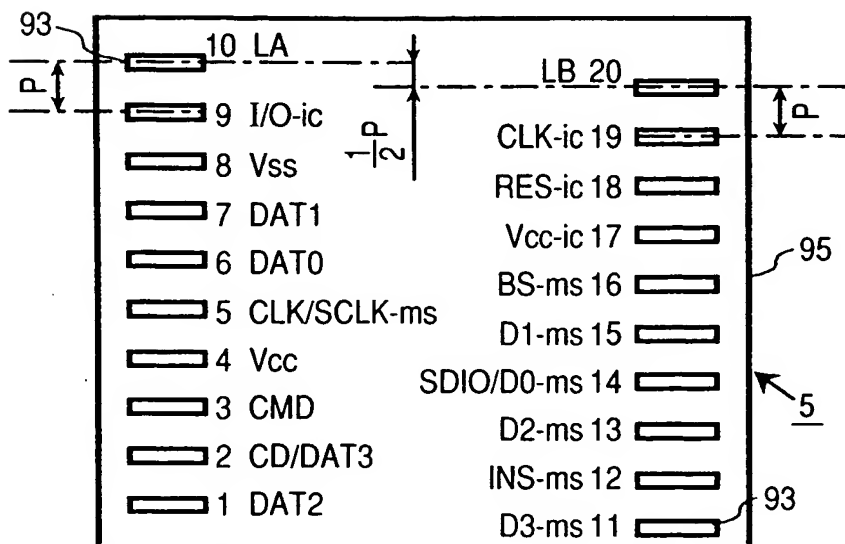 93
10 LA
P
9 I/O-ic
8 Vss
7 DAT1
6 DAT0
5 CLK/SCLK-ms
4 Vcc
3 CMD
2 CD/DAT3
1 DAT2
1/2 P
LB 20
P
CLK-ic 19
RES-ic 18
Vcc-ic 17
BS-ms 16
D1-ms 15
SDIO/D0-ms 14
D2-ms 13
INS-ms 12
D3-ms 11
95
5
93